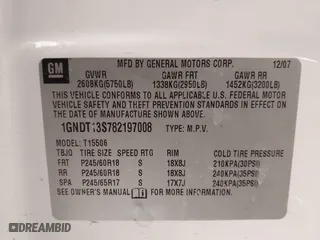 GM
MFD BY GENERAL MOTORS CORP. 12/07
GVWR GAWR FRT GAWR RR
2608KG(5750LB) 1338KG(2950LB) 1452KG(3200LB)
THIS VEHICLE CONFORMS TO ALL APPLICABLE U.S. FEDERAL MOTOR
VEHICLE SAFETY AND THEFT PREVENTION STANDARDS IN
EFFECT ON THE DATE OF MANUFACTURE SHOWN ABOVE.
1GNDT13S782197008 TYPE: M.P.V.
MODEL: T15506
TBJO TIRE SIZE SPEED RTG RIM COLD TIRE PRESSURE
FRT P245/60R18 S 18X8J 210KPA(30PSI)
RR P245/60R18 S 18X8J 240KPA(35PSI)
SPA P245/65R17 S 17X7J 240KPA(35PSI)
SEE OWNER'S MANUAL FOR MORE INFORMATION.
DEALERSHIP .ORG